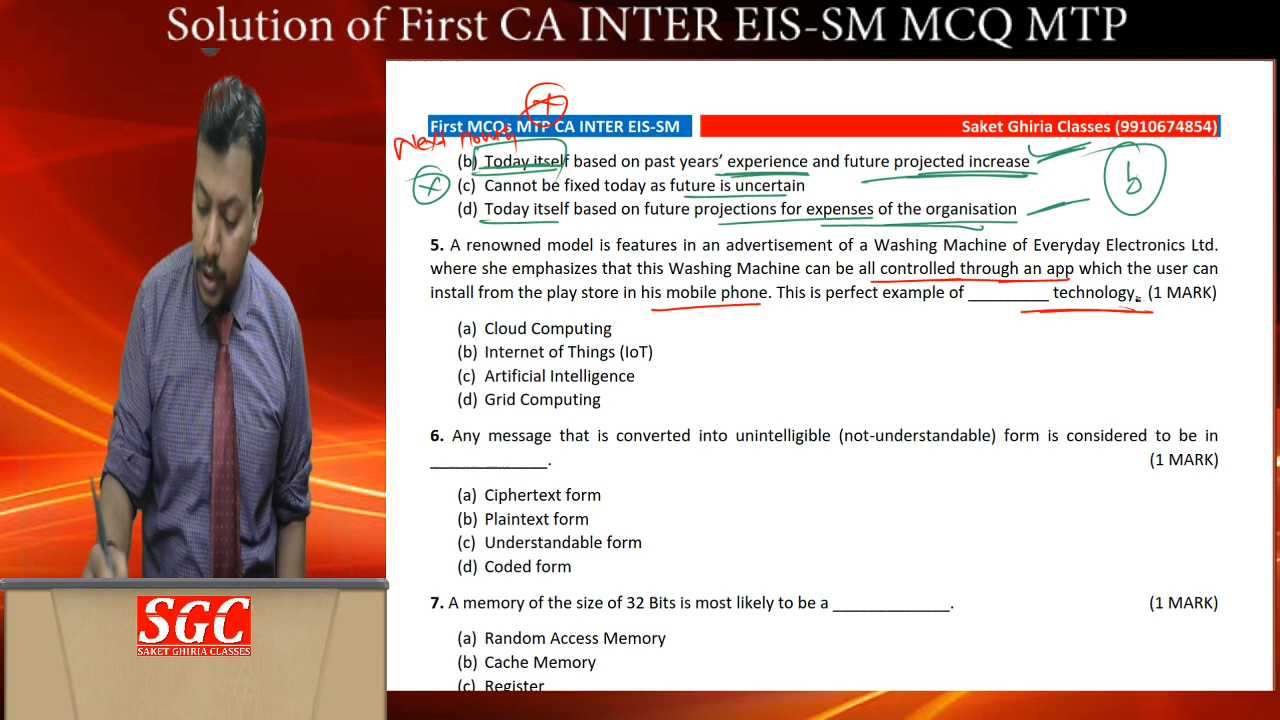 Solution of First CA INTER EIS-SM MCQ MTP
First MCQs MTP CA INTER EIS-SM
Saket Ghiria Classes (9910674854)
Next
(b) Today itself based on past years’ experience and future projected increase
(c) Cannot be fixed today as future is uncertain
(d) Today itself based on future projections for expenses of the organisation
b
5. A renowned model is features in an advertisement of a Washing Machine of Everyday Electronics Ltd.
where she emphasizes that this Washing Machine can be all controlled through an app which the user can
install from the play store in his mobile phone. This is perfect example of _________ technology. (1 MARK)
(a) Cloud Computing
(b) Internet of Things (IoT)
(c) Artificial Intelligence
(d) Grid Computing
6. Any message that is converted into unintelligible (not-understandable) form is considered to be in
_____________. (1 MARK)
(a) Ciphertext form
(b) Plaintext form
(c) Understandable form
(d) Coded form
7. A memory of the size of 32 Bits is most likely to be a _____________. (1 MARK)
(a) Random Access Memory
(b) Cache Memory
(c) Register
SGC
SAKET GHIRIA CLASSES